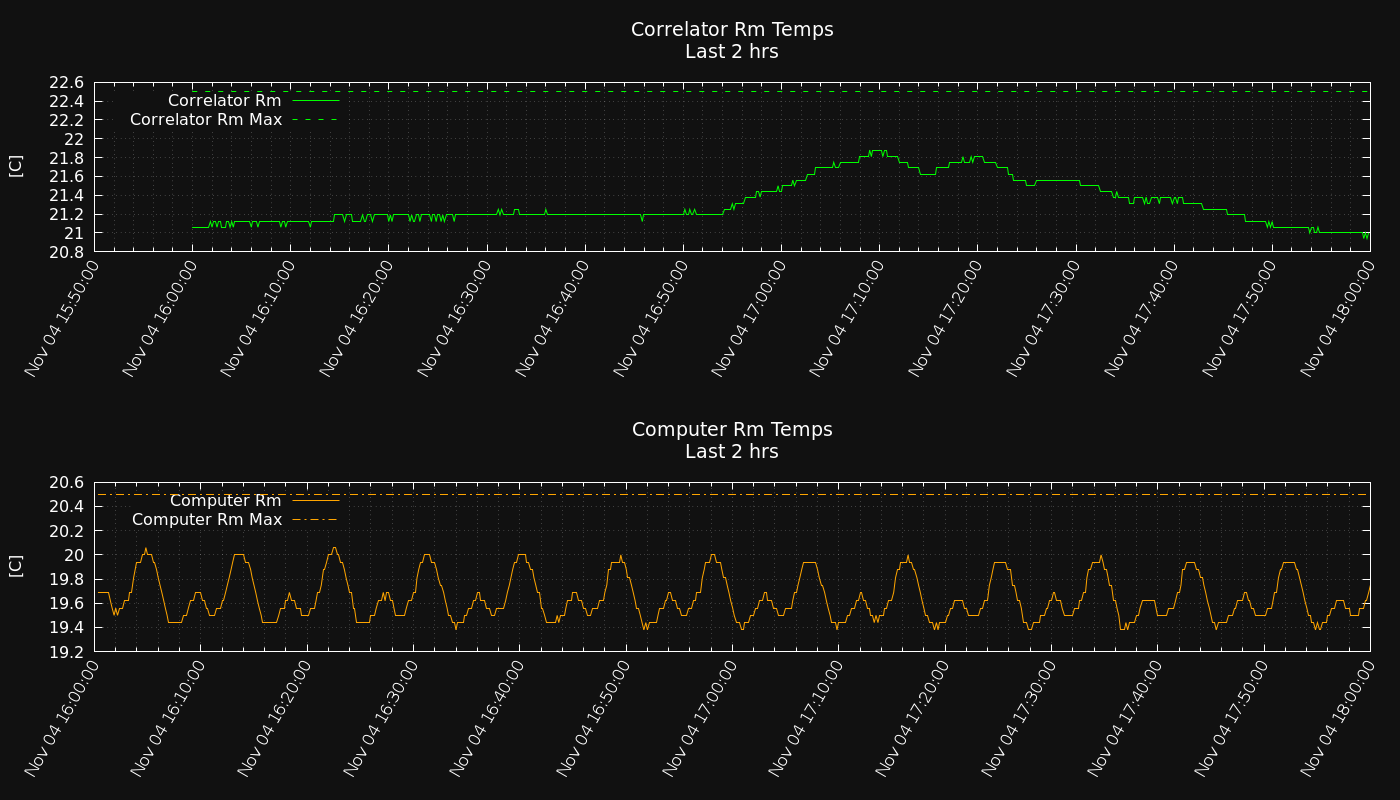 Correlator Rm Temps
Last 2 hrs
22.6
22.4
22.2
22
21.8
21.6
21.4
21.2
21
20.8
[C]
Correlator Rm
Correlator Rm Max
Nov 04 15:50:00
Nov 04 16:00:00
Nov 04 16:10:00
Nov 04 16:20:00
Nov 04 16:30:00
Nov 04 16:40:00
Nov 04 16:50:00
Nov 04 17:00:00
Nov 04 17:10:00
Nov 04 17:20:00
Nov 04 17:30:00
Nov 04 17:40:00
Nov 04 17:50:00
Nov 04 18:00:00
Computer Rm Temps
Last 2 hrs
20.6
20.4
20.2
20
19.8
19.6
19.4
19.2
[C]
Computer Rm
Computer Rm Max
Nov 04 16:00:00
Nov 04 16:10:00
Nov 04 16:20:00
Nov 04 16:30:00
Nov 04 16:40:00
Nov 04 16:50:00
Nov 04 17:00:00
Nov 04 17:10:00
Nov 04 17:20:00
Nov 04 17:30:00
Nov 04 17:40:00
Nov 04 17:50:00
Nov 04 18:00:00